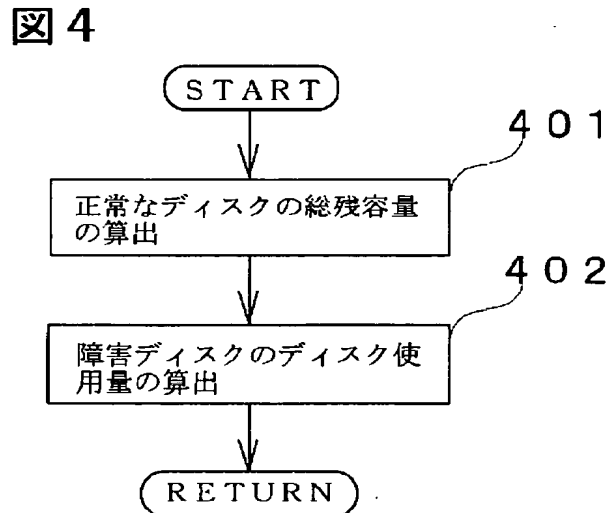 図4
START
401
正常なディスクの総残容量
の算出
402
障害ディスクのディスク使
用量の算出
RETURN